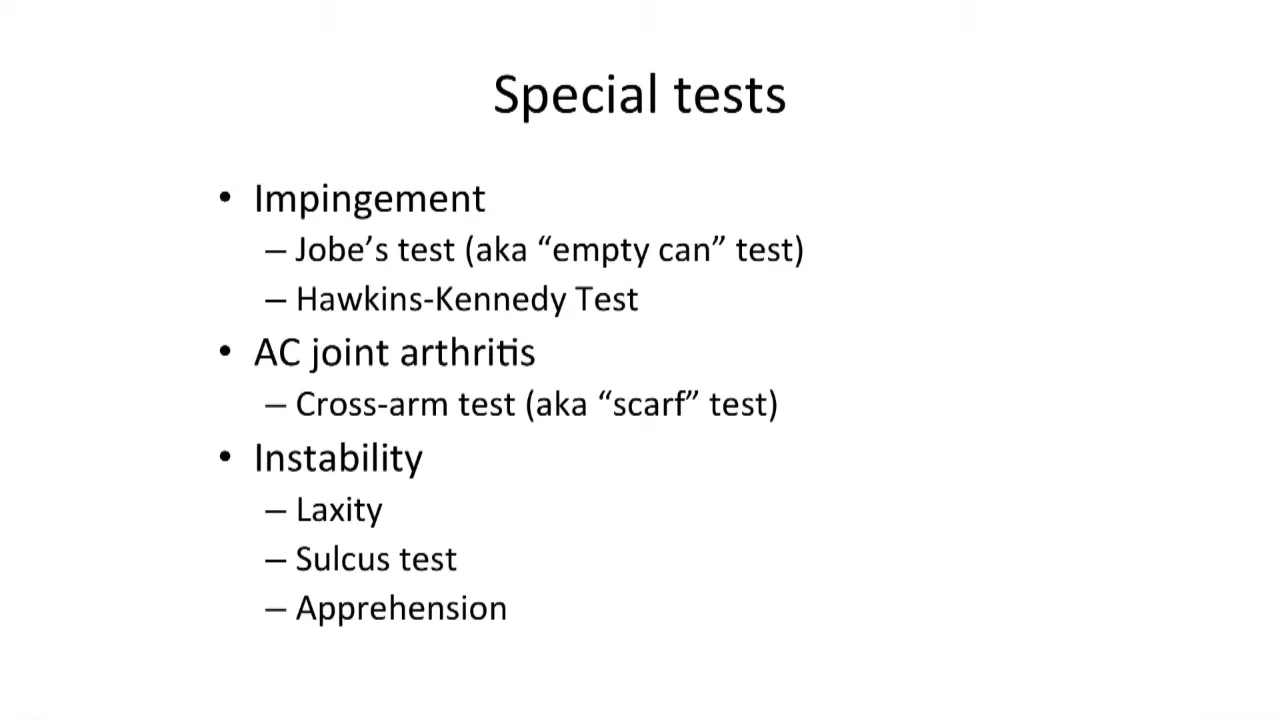 Special tests
• Impingement
– Jobe’s test (aka “empty can” test)
– Hawkins-Kennedy Test
• AC joint arthritis
– Cross-arm test (aka “scarf” test)
• Instability
– Laxity
– Sulcus test
– Apprehension